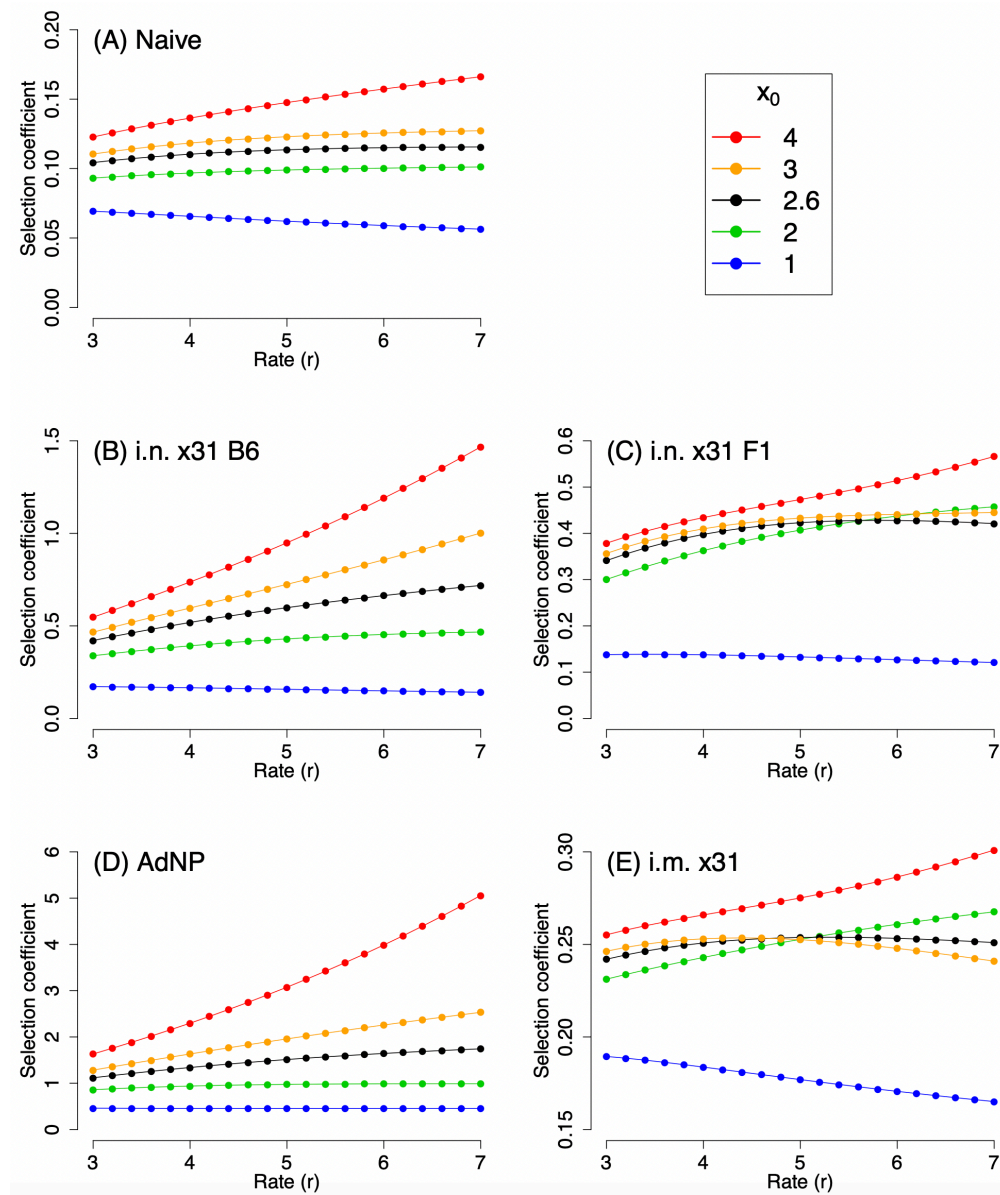 (A) Naive
Selection coefficient
0.20
0.15
0.10
0.05
0.00
3 4 5 6 7
Rate (r)
x0
4
3
2.6
2
1
(B) i.n. x31 B6
Selection coefficient
1.5
1.0
0.5
0.0
3 4 5 6 7
Rate (r)
(C) i.n. x31 F1
Selection coefficient
0.6
0.5
0.4
0.3
0.2
0.1
0.0
3 4 5 6 7
Rate (r)
(D) AdNP
Selection coefficient
6
5
4
3
2
1
0
3 4 5 6 7
Rate (r)
(E) i.m. x31
Selection coefficient
0.30
0.25
0.20
0.15
3 4 5 6 7
Rate (r)